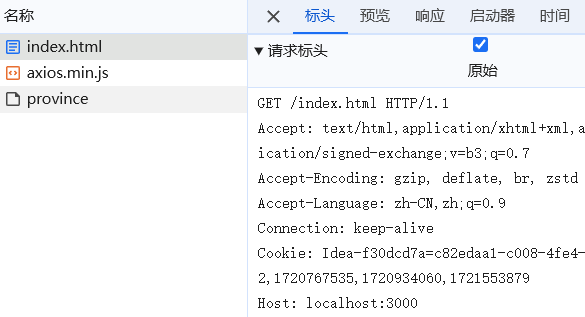 名称
index.html
axios.min.js
province
标头 预览 响应 启动器 时间
请求标头
原始
GET /index.html HTTP/1.1
Accept: text/html,application/xhtml+xml,a
ication/signed-exchange;v=b3;q=0.7
Accept-Encoding: gzip, deflate, br, zstd
Accept-Language: zh-CN,zh;q=0.9
Connection: keep-alive
Cookie: Idea-f30dcd7a=c82edaa1-c008-4fe4-
2,1720767535,1720934060,1721553879
Host: localhost:3000